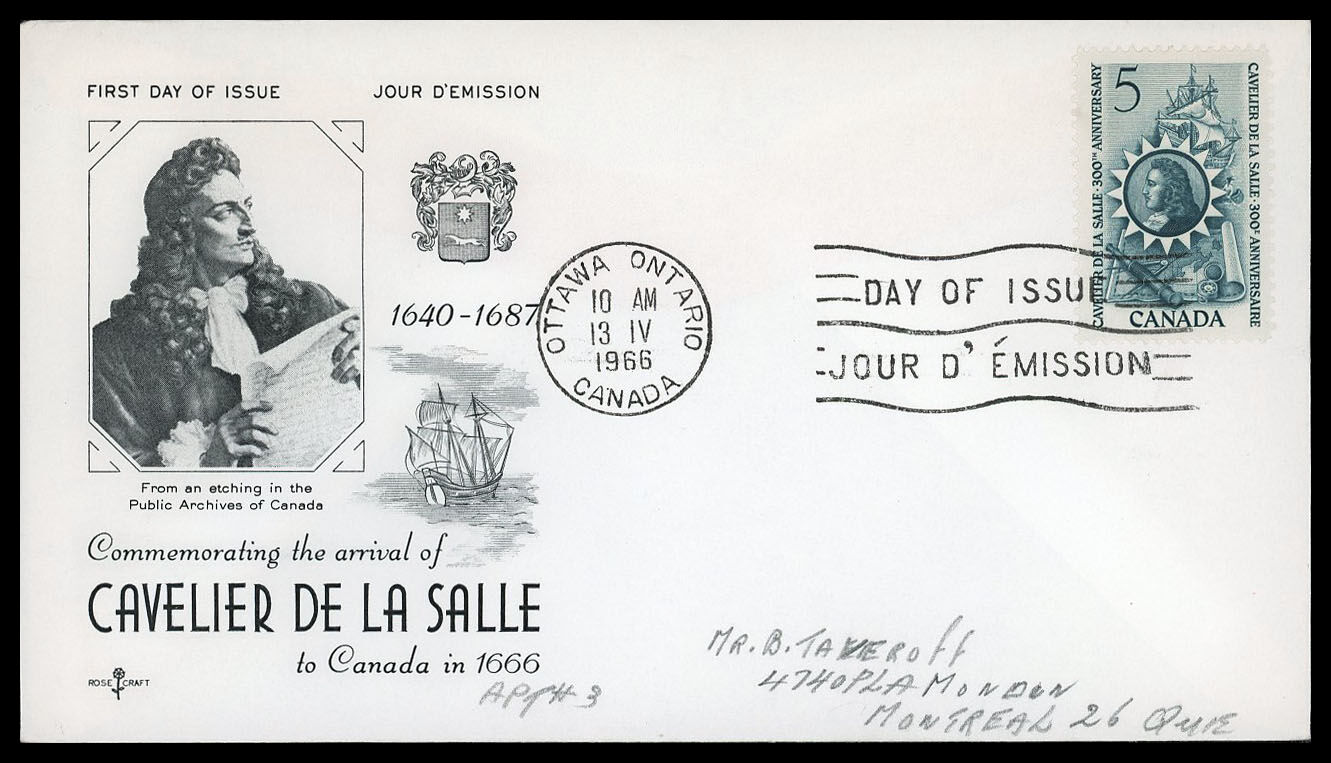 FIRST DAY OF ISSUE
JOUR D'EMISSION
1640-1687
From an etching in the
Public Archives of Canada
Commemorating the arrival of
CAVELIER DE LA SALLE
to Canada in 1666
ROSE CRAFT
OTTAWA ONTARIO
10 AM
13 IV
1966
CANADA
DAY OF ISSUE
JOUR D' ÉMISSION
5
CAVELIER DE LA SALLE · 300TH ANNIVERSARY
CAVELIER DE LA SALLE · 300E ANNIVERSAIRE
CANADA
MR. B. TAKEROFF
4740 PLAMONDON
MONTREAL 26 QUE
APT # 3